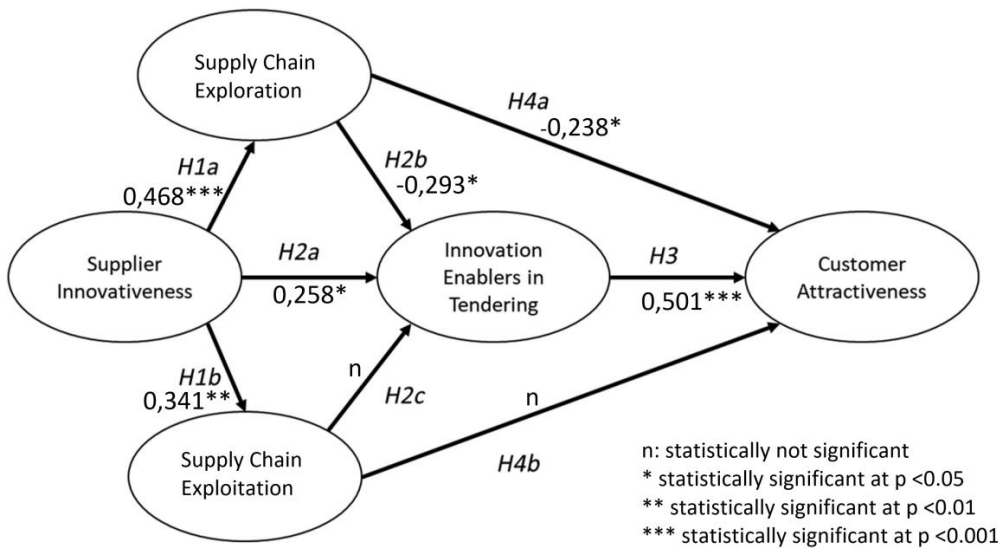 Supply Chain
Exploration
H4a
-0,238*
H1a
0,468***
H2b
-0,293*
Supplier
Innovativeness
H2a
0,258*
Innovation
Enablers in
Tendering
H3
0,501***
Customer
Attractiveness
H1b
0,341**
n
H2c
n
H4b
Supply Chain
Exploitation
n: statistically not significant
* statistically significant at p <0.05
** statistically significant at p <0.01
*** statistically significant at p <0.001